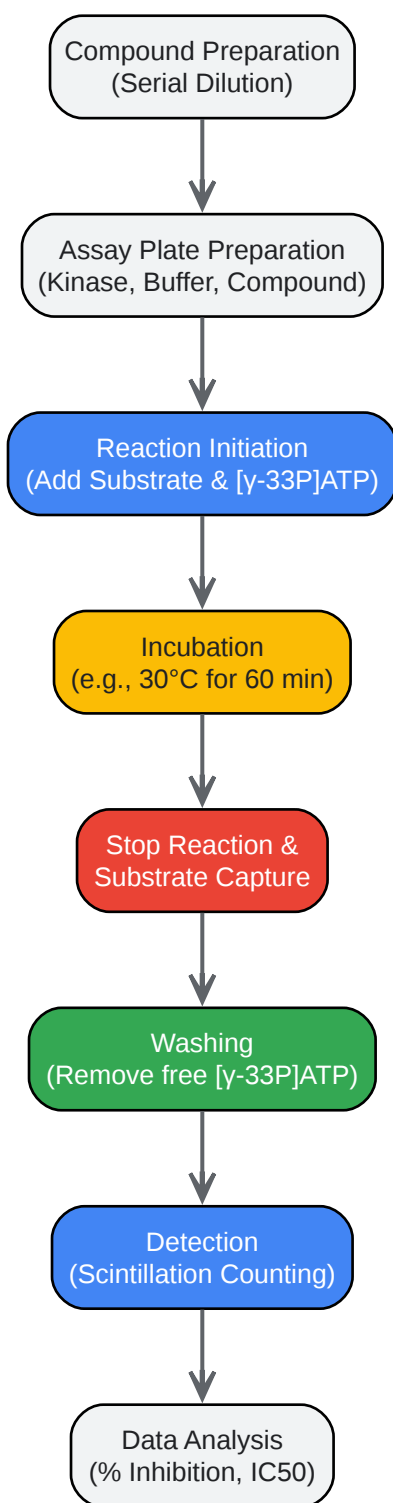 Compound Preparation
(Serial Dilution)
Assay Plate Preparation
(Kinase, Buffer, Compound)
Reaction Initiation
(Add Substrate & [γ-33P]ATP)
Incubation
(e.g., 30°C for 60 min)
Stop Reaction &
Substrate Capture
Washing
(Remove free [γ-33P]ATP)
Detection
(Scintillation Counting)
Data Analysis
(% Inhibition, IC50)